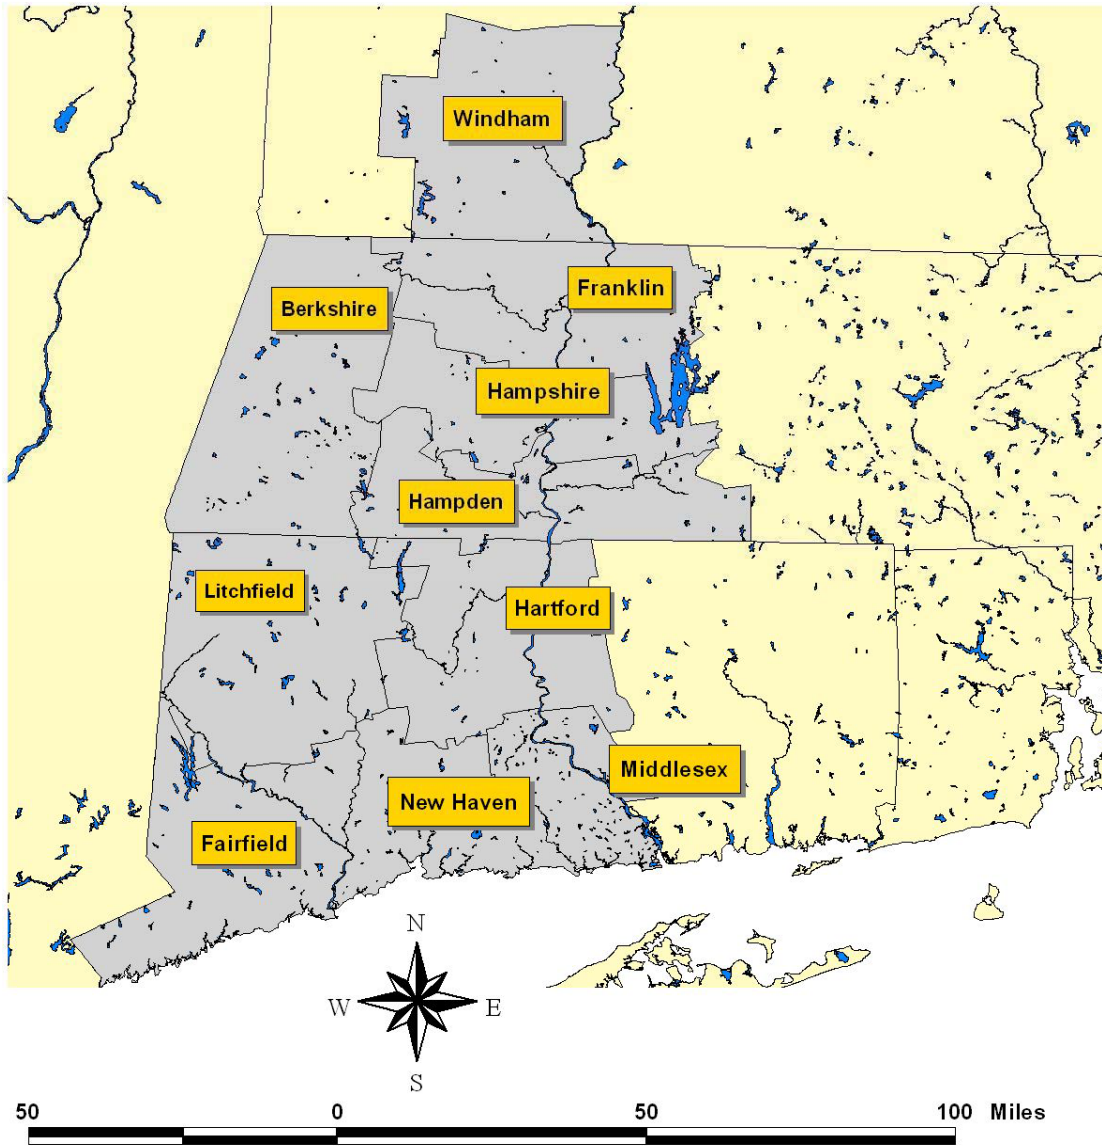 Windham
Franklin
Berkshire
Hampshire
Hampden
Litchfield
Hartford
Middlesex
New Haven
Fairfield
N
W E
S
50 0 50 100 Miles